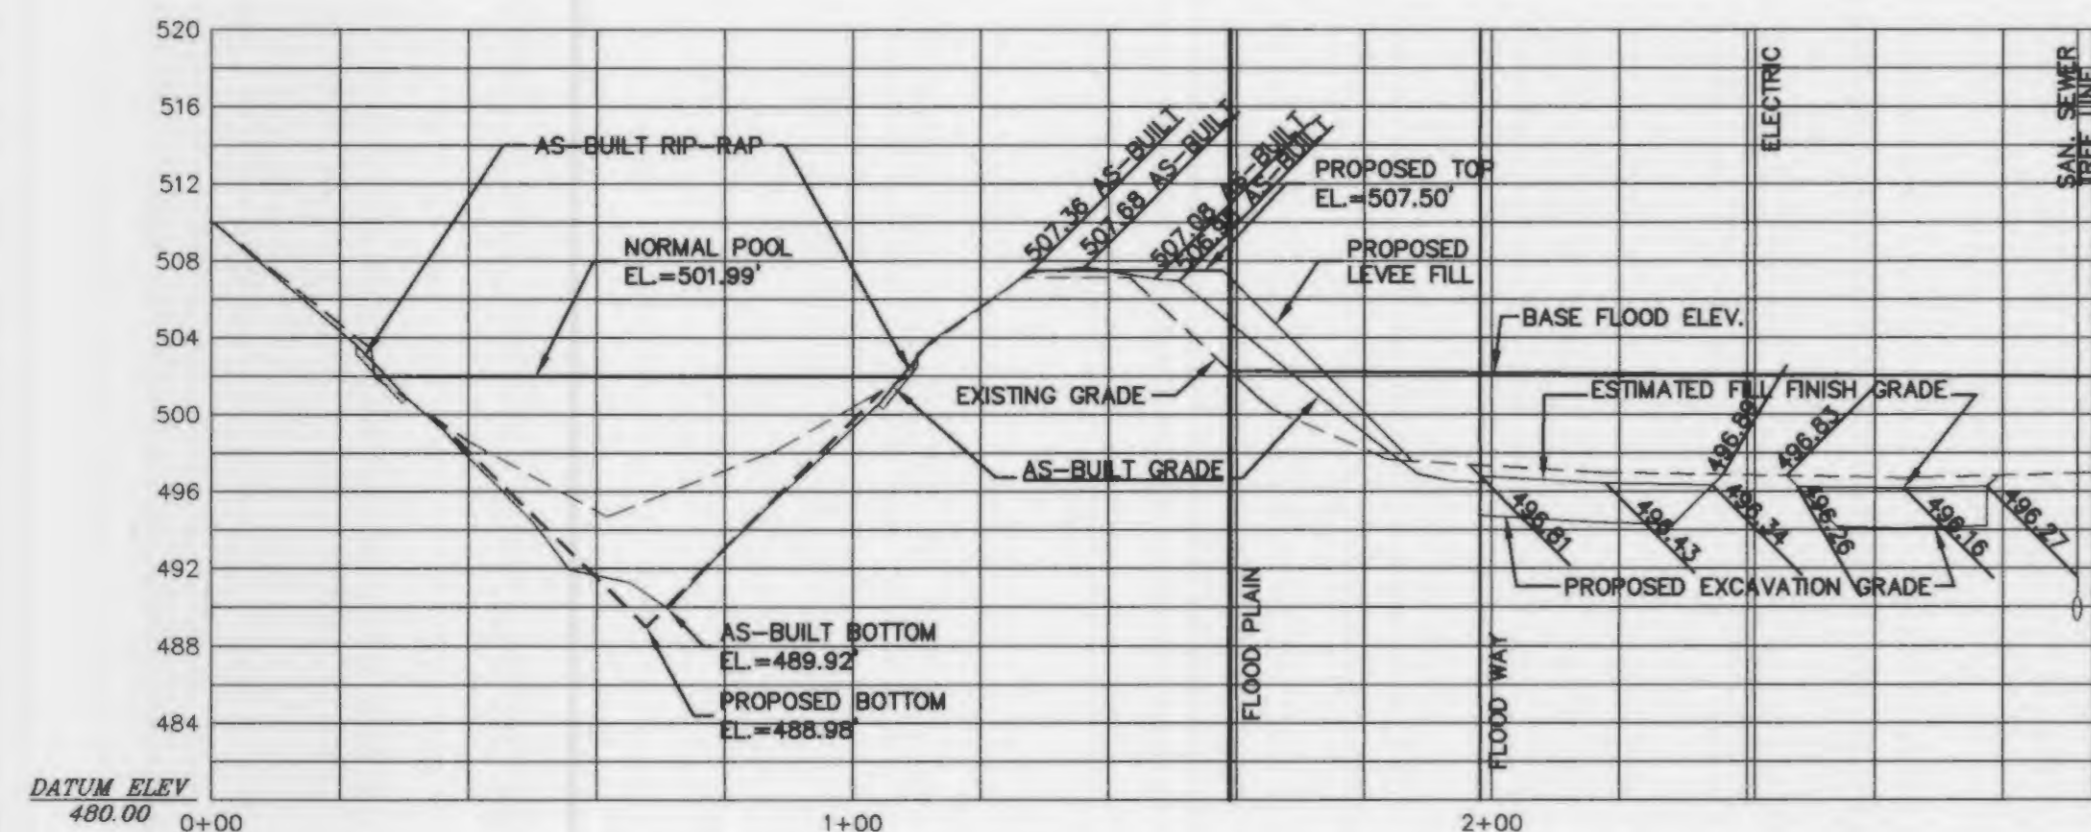 520
516
512
508
504
500
496
492
488
484
DATUM ELEV
480.00
0+00
1+00
2+00
AS-BUILT RIP-RAP
NORMAL POOL
EL.=501.99'
507.36 AS-BUILT
507.68 AS-BUILT
507.08 AS-BUILT
AS-BUILT
PROPOSED TOP
EL.=507.50'
PROPOSED
LEVEE FILL
BASE FLOOD ELEV.
EXISTING GRADE
AS-BUILT GRADE
ESTIMATED FILL FINISH GRADE
496.83
496.81
496.43
496.34
496.26
496.16
496.27
PROPOSED EXCAVATION GRADE
AS-BUILT BOTTOM
EL.=489.92'
PROPOSED BOTTOM
EL.=488.98'
FLOOD PLAIN
FLOOD WAY
ELECTRIC
SAN. SEWER
TREE LINE